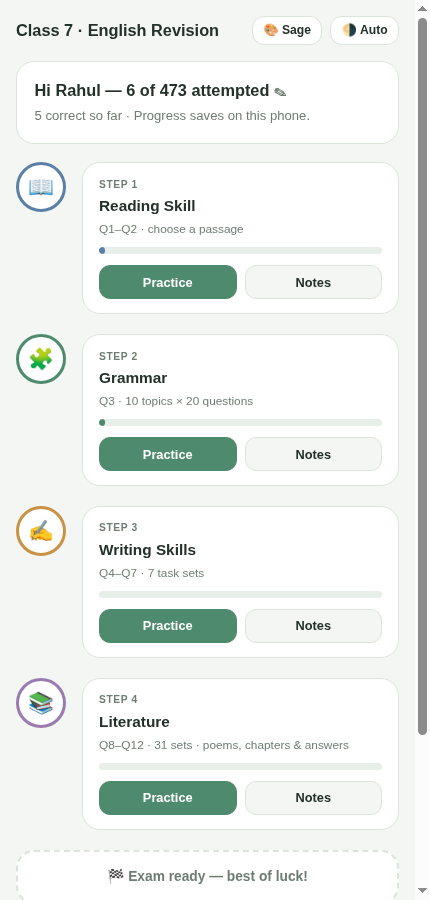 Class 7 · English Revision
🎨 Sage
🌗 Auto
Hi Rahul — 6 of 473 attempted ✎
5 correct so far · Progress saves on this phone.
STEP 1
Reading Skill
Q1–Q2 · choose a passage
Practice
Notes
STEP 2
Grammar
Q3 · 10 topics × 20 questions
Practice
Notes
STEP 3
Writing Skills
Q4–Q7 · 7 task sets
Practice
Notes
STEP 4
Literature
Q8–Q12 · 31 sets · poems, chapters & answers
Practice
Notes
🏁 Exam ready — best of luck!